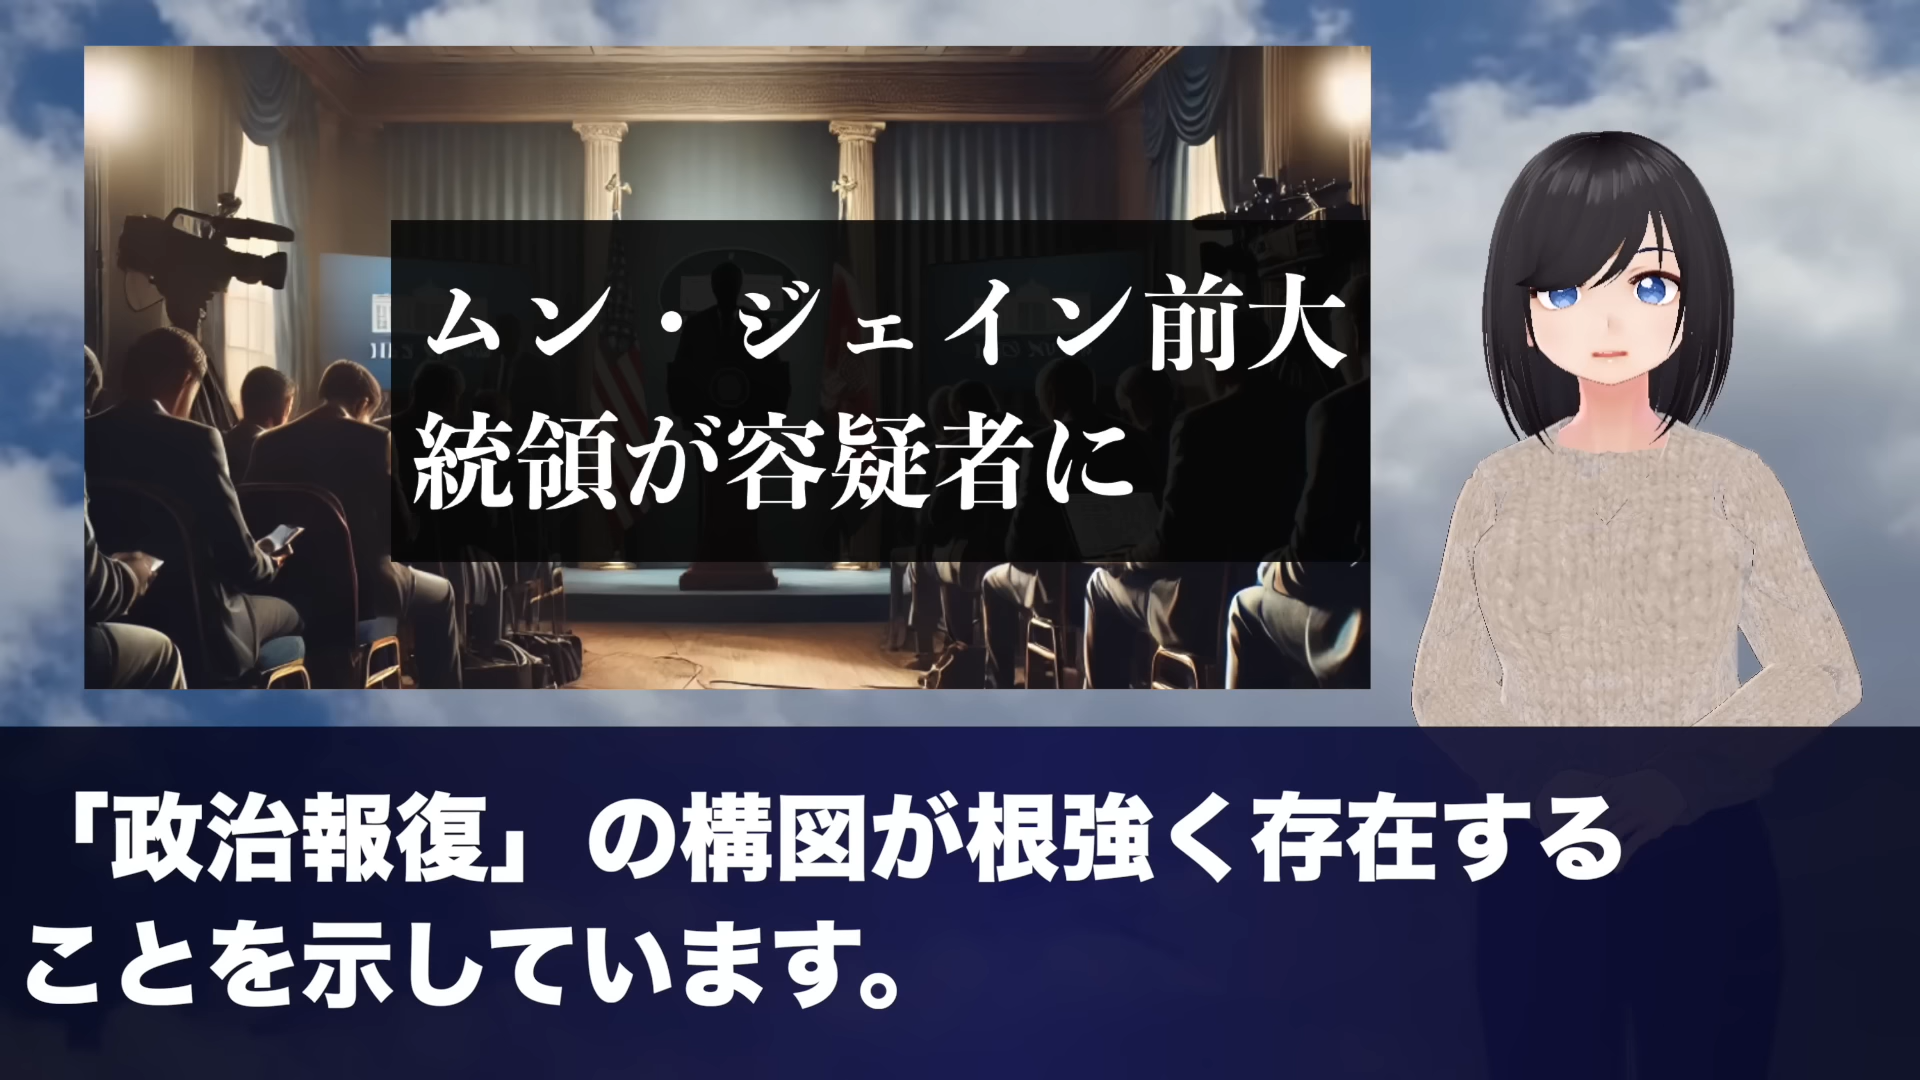 ムン・ジェイン前大
統領が容疑者に
「政治報復」の構図が根強く存在する
ことを示しています。